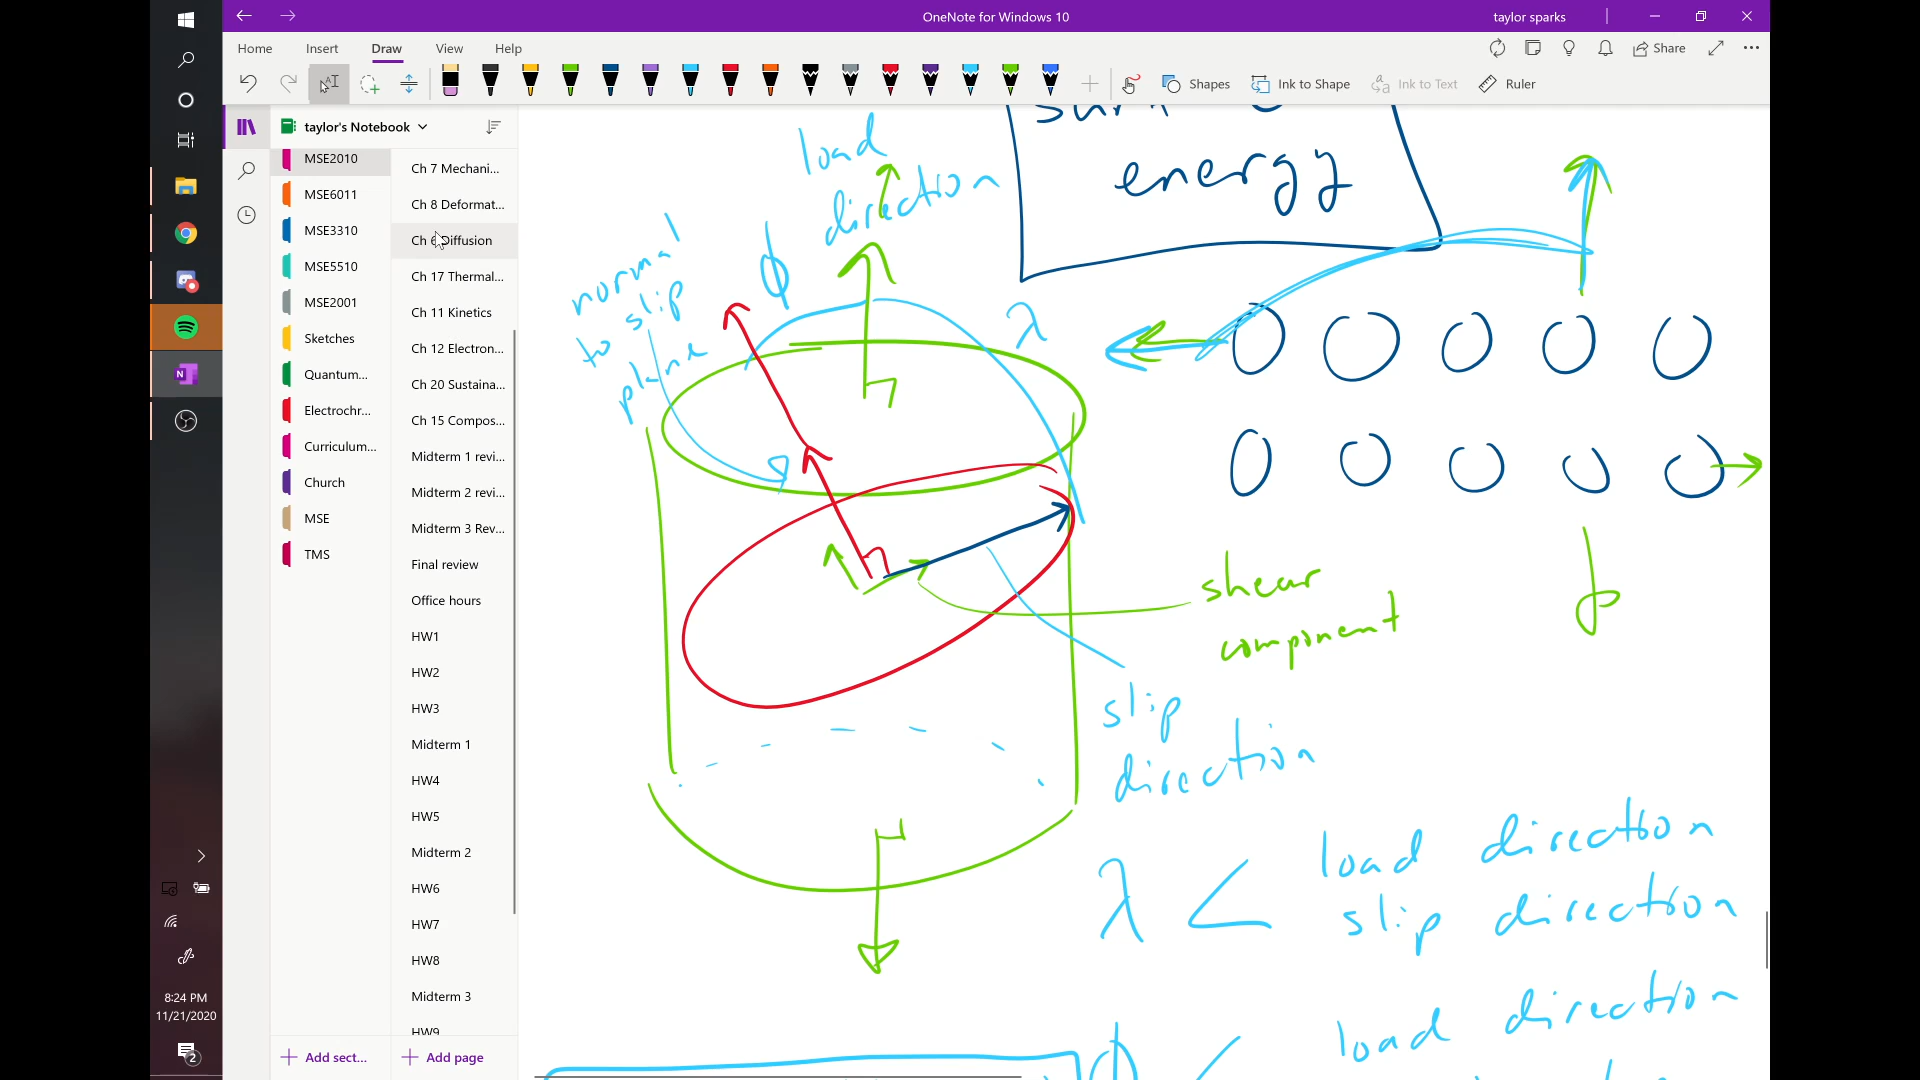 OneNote for Windows 10
taylor sparks
Home Insert Draw View Help
Share
Shapes Ink to Shape Ink to Text Ruler
taylor's Notebook
MSE2010
MSE6011
MSE3310
MSE5510
MSE2001
Sketches
Quantum...
Electrochr...
Curriculum...
Church
MSE
TMS
Add sect...
Ch 7 Mechani...
Ch 8 Deformat...
Ch 6 Diffusion
Ch 17 Thermal...
Ch 11 Kinetics
Ch 12 Electron...
Ch 20 Sustaina...
Ch 15 Compos...
Midterm 1 revi...
Midterm 2 revi...
Midterm 3 Rev...
Final review
Office hours
HW1
HW2
HW3
Midterm 1
HW4
HW5
Midterm 2
HW6
HW7
HW8
Midterm 3
HW9
Add page
energy
load
direction
normal
slip
to
plane
ϕ
λ
shear
component
slip
direction
λ < load direction
slip direction
ϕ < load direction
8:24 PM
11/21/2020
2